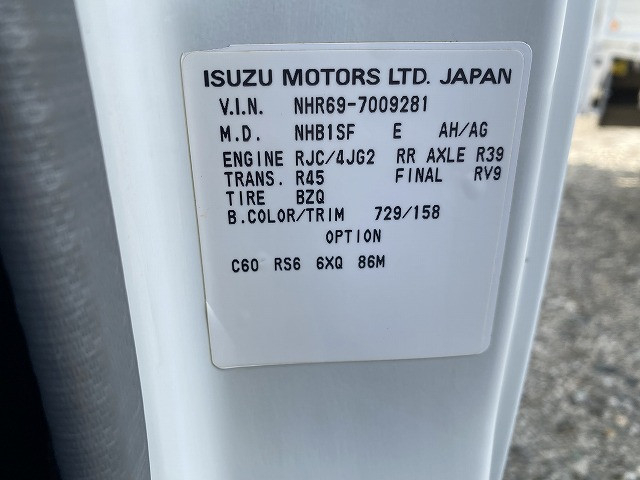 ISUZU MOTORS LTD. JAPAN
V.I.N. NHR69-7009281
M.D. NHB1SF E AH/AG
ENGINE RJC/4JG2 RR AXLE R39
TRANS. R45 FINAL RV9
TIRE BZQ
B.COLOR/TRIM 729/158
OPTION
C60 RS6 6XQ 86M